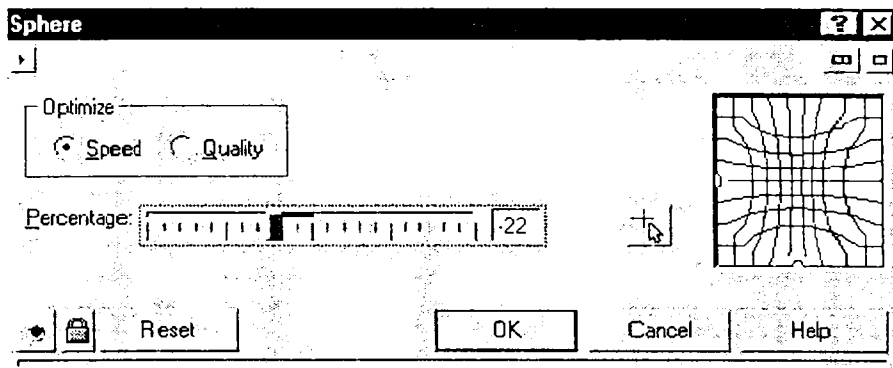 Sphere
Optimize
Speed Quality
Percentage: -22
Reset OK Cancel Help